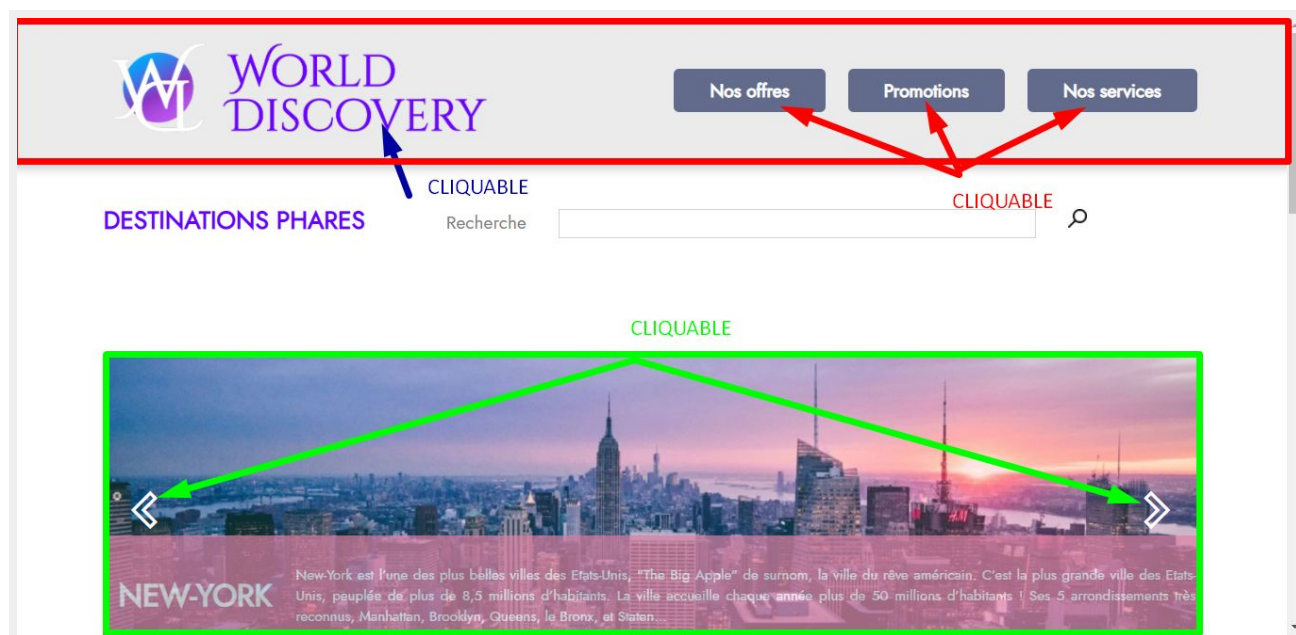 WORLD
DISCOVERY
Nos offres Promotions Nos services
CLIQUABLE
CLIQUABLE
DESTINATIONS PHARES Recherche
CLIQUABLE
H&M
NEW-YORK
New-York est l'une des plus belles villes des Etats-Unis, "The Big Apple" de surnom, la ville du rêve américain. C'est la plus grande ville des Etats-
Unis, peuplée de plus de 8,5 millions d'habitants. La ville accueille chaque année plus de 50 millions d'habitants ! Ses 5 arrondissements très
reconnus, Manhattan, Brooklyn, Queens, le Bronx, et Staten...